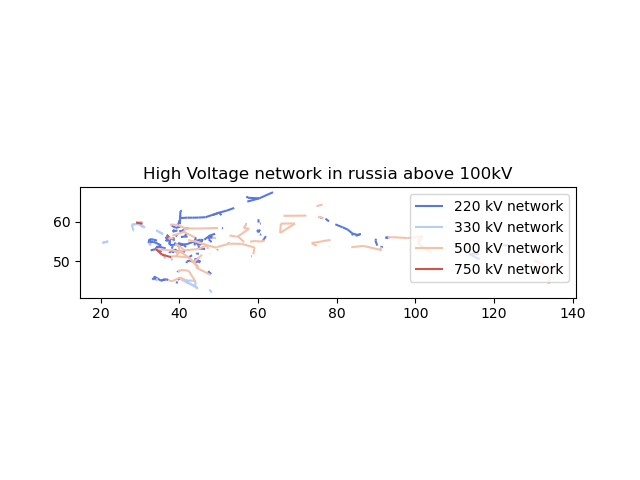 High Voltage network in russia above 100kV
60
50
220 kV network
330 kV network
500 kV network
750 kV network
20 40 60 80 100 120 140